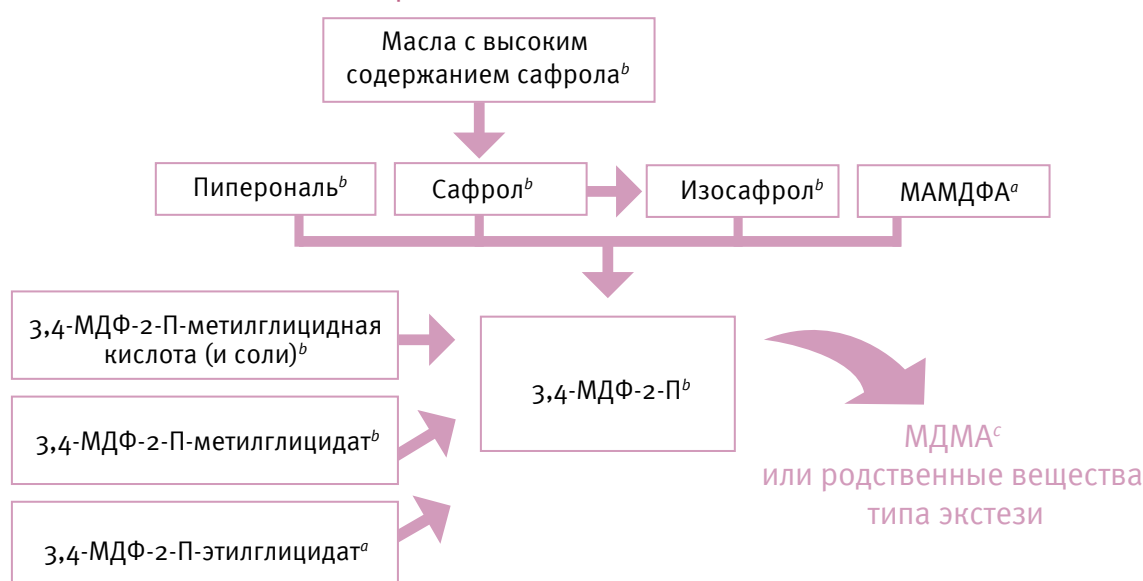 Масла с высоким
содержанием сафролаᵇ
Пиперональᵇ
Сафролᵇ
Изосафролᵇ
МАМДФАᵃ
3,4-МДФ-2-П-метилглицидная
кислота (и соли)ᵇ
3,4-МДФ-2-Пᵇ
3,4-МДФ-2-П-метилглицидатᵇ
МДМАᶜ
или родственные вещества
типа экстези
3,4-МДФ-2-П-этилглицидатᵃ